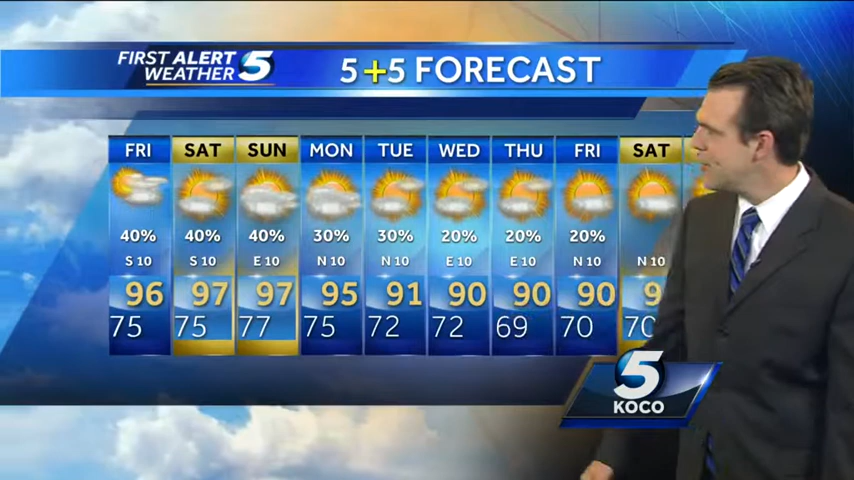 FIRST ALERT
WEATHER 5
5+5 FORECAST
FRI SAT SUN MON TUE WED THU FRI SAT
40% 40% 40% 30% 30% 20% 20% 20%
S 10 S 10 E 10 N 10 N 10 E 10 E 10 N 10 N 10
96 97 97 95 91 90 90 90
75 75 77 75 72 72 69 70 70
5
KOCO